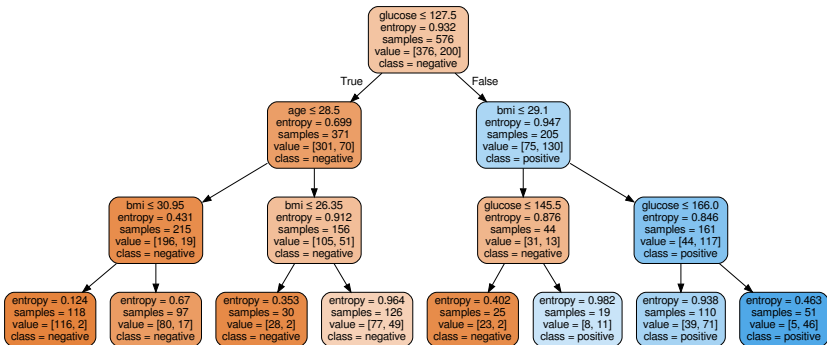 glucose ≤ 127.5
entropy = 0.932
samples = 576
value = [376, 200]
class = negative
True
False
age ≤ 28.5
entropy = 0.699
samples = 371
value = [301, 70]
class = negative
bmi ≤ 29.1
entropy = 0.947
samples = 205
value = [75, 130]
class = positive
bmi ≤ 30.95
entropy = 0.431
samples = 215
value = [196, 19]
class = negative
bmi ≤ 26.35
entropy = 0.912
samples = 156
value = [105, 51]
class = negative
glucose ≤ 145.5
entropy = 0.876
samples = 44
value = [31, 13]
class = negative
glucose ≤ 166.0
entropy = 0.846
samples = 161
value = [44, 117]
class = positive
entropy = 0.124
samples = 118
value = [116, 2]
class = negative
entropy = 0.67
samples = 97
value = [80, 17]
class = negative
entropy = 0.353
samples = 30
value = [28, 2]
class = negative
entropy = 0.964
samples = 126
value = [77, 49]
class = negative
entropy = 0.402
samples = 25
value = [23, 2]
class = negative
entropy = 0.982
samples = 19
value = [8, 11]
class = positive
entropy = 0.938
samples = 110
value = [39, 71]
class = positive
entropy = 0.463
samples = 51
value = [5, 46]
class = positive